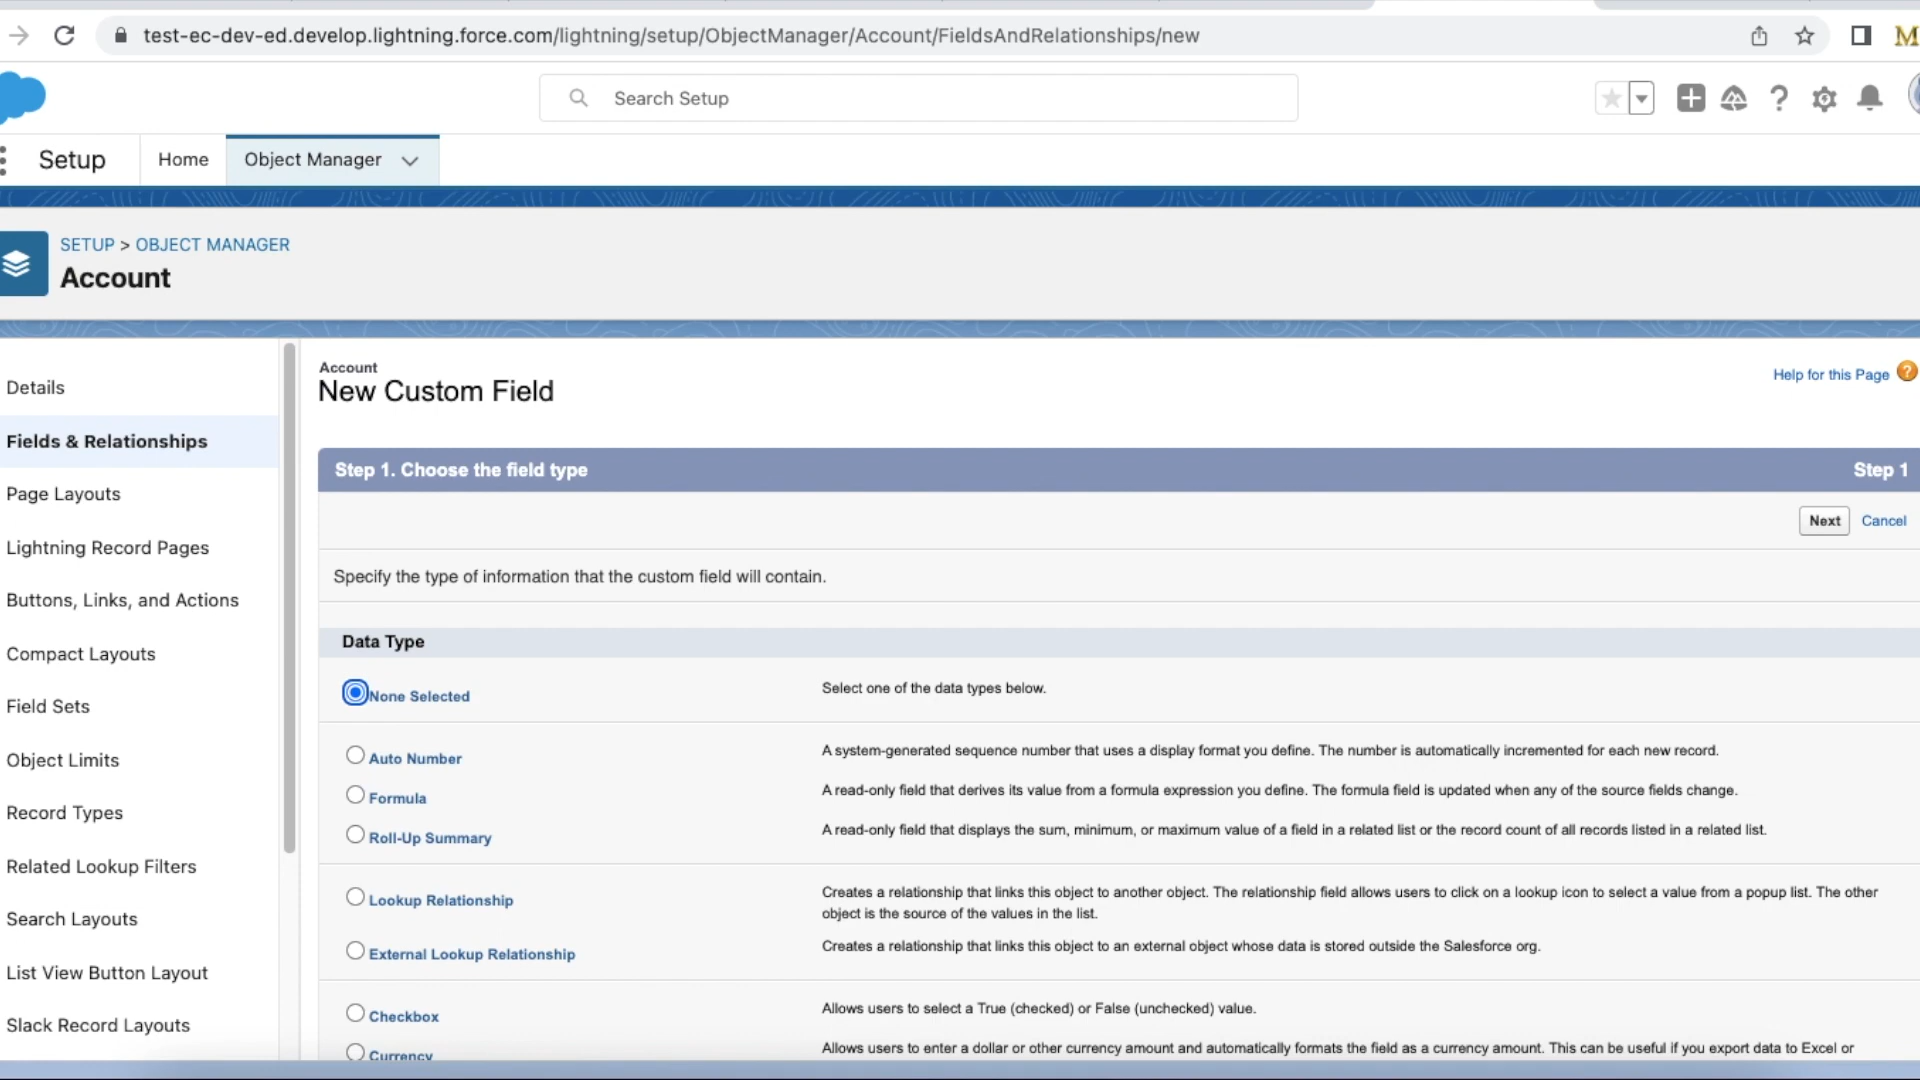 test-ec-dev-ed.develop.lightning.force.com/lightning/setup/ObjectManager/Account/FieldsAndRelationships/new
M
Search Setup
Setup
Home
Object Manager
SETUP > OBJECT MANAGER
Account
Details
Fields & Relationships
Page Layouts
Lightning Record Pages
Buttons, Links, and Actions
Compact Layouts
Field Sets
Object Limits
Record Types
Related Lookup Filters
Search Layouts
List View Button Layout
Slack Record Layouts
Account
New Custom Field
Help for this Page ?
Step 1. Choose the field type
Step 1
Next Cancel
Specify the type of information that the custom field will contain.
Data Type
None Selected
Select one of the data types below.
Auto Number
A system-generated sequence number that uses a display format you define. The number is automatically incremented for each new record.
Formula
A read-only field that derives its value from a formula expression you define. The formula field is updated when any of the source fields change.
Roll-Up Summary
A read-only field that displays the sum, minimum, or maximum value of a field in a related list or the record count of all records listed in a related list.
Lookup Relationship
Creates a relationship that links this object to another object. The relationship field allows users to click on a lookup icon to select a value from a popup list. The other
object is the source of the values in the list.
External Lookup Relationship
Creates a relationship that links this object to an external object whose data is stored outside the Salesforce org.
Checkbox
Allows users to select a True (checked) or False (unchecked) value.
Currency
Allows users to enter a dollar or other currency amount and automatically formats the field as a currency amount. This can be useful if you export data to Excel or